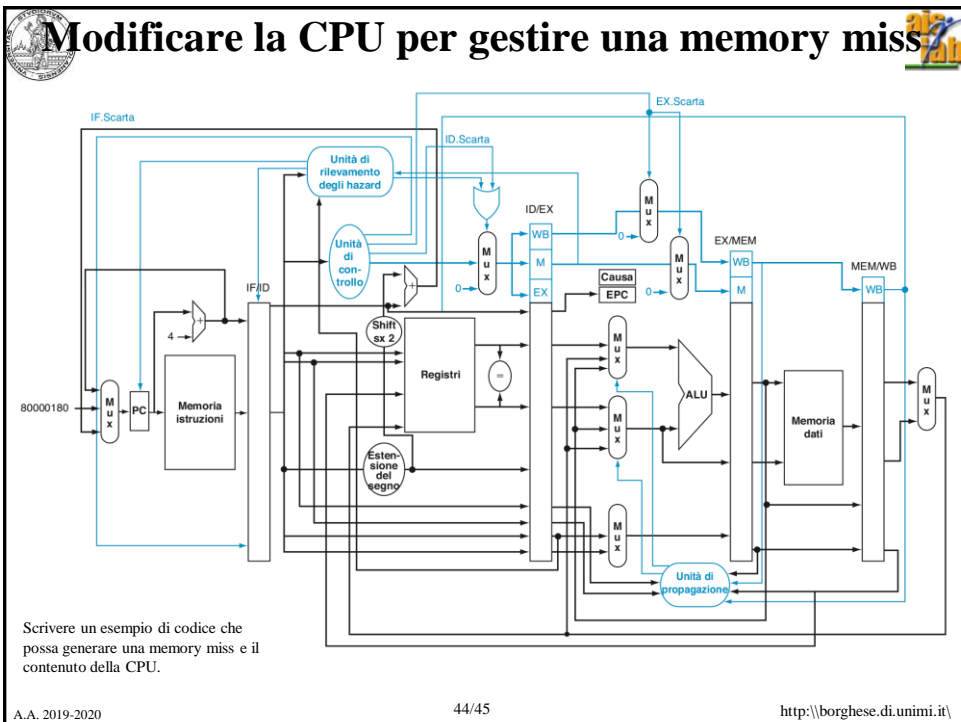 Modificare la CPU per gestire una memory miss
IF.Scarta
EX.Scarta
ID.Scarta
Unità di
rilevamento
degli hazard
ID/EX
M
u
x
WB
0
EX/MEM
Unità
di
con-
trollo
M
u
x
M
M
u
x
WB
MEM/WB
Causa
0
EX
EPC
0
M
WB
IF/ID
+
+
4
Shift
sx 2
M
u
x
Registri
=
ALU
M
u
x
80000180
M
u
x
PC
Memoria
istruzioni
M
u
x
Memoria
dati
Esten-
sione
del
segno
M
u
x
Unità di
propagazione
Scrivere un esempio di codice che
possa generare una memory miss e il
contenuto della CPU.
A.A. 2019-2020
44/45
http:\\borghese.di.unimi.it\